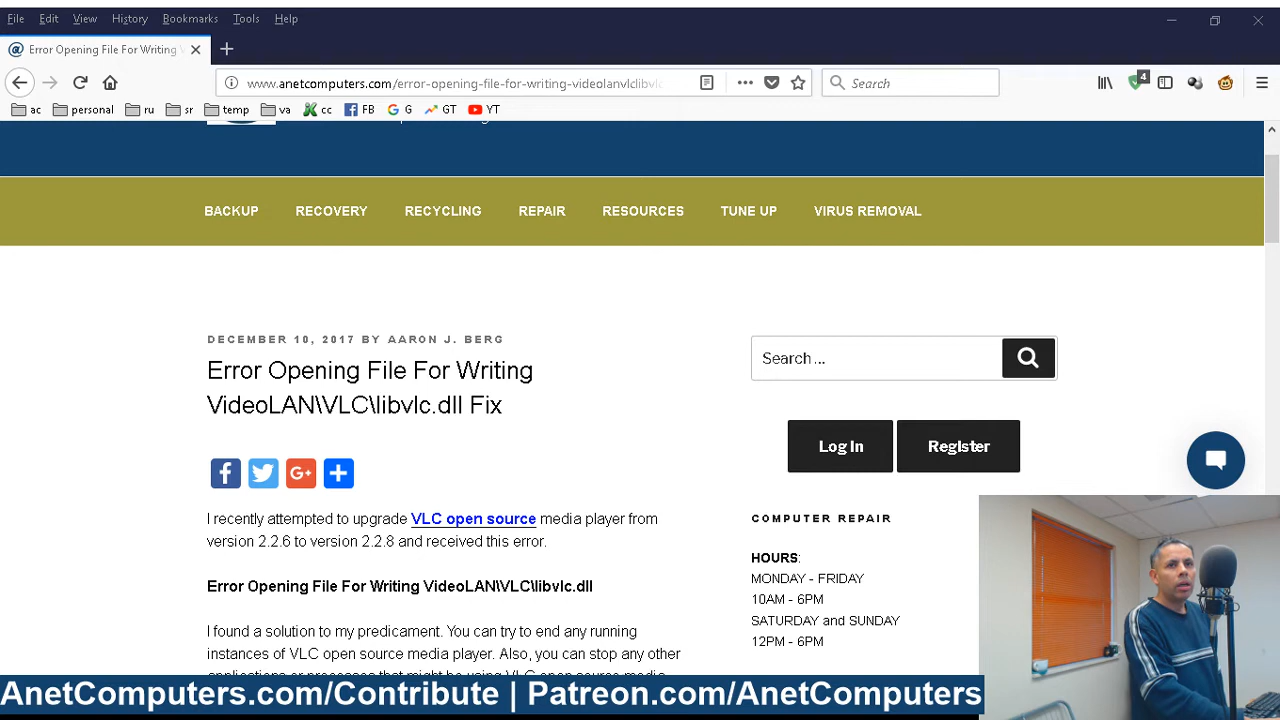 File Edit View History Bookmarks Tools Help
Error Opening File For Writing
www.anetcomputers.com/error-opening-file-for-writing-videolanvlclibvlc
4
Search
ac personal ru sr temp va cc FB G GT YT
BACKUP RECOVERY RECYCLING REPAIR RESOURCES TUNE UP VIRUS REMOVAL
DECEMBER 10, 2017 BY AARON J. BERG
Error Opening File For Writing
VideoLAN\VLC\libvlc.dll Fix
I recently attempted to upgrade VLC open source media player from
version 2.2.6 to version 2.2.8 and received this error.
Error Opening File For Writing VideoLAN\VLC\libvlc.dll
I found a solution to my predicament. You can try to end any running
instances of VLC open source media player. Also, you can stop any other
Search ...
Log In Register
COMPUTER REPAIR
HOURS:
MONDAY - FRIDAY
10AM - 6PM
SATURDAY and SUNDAY
12PM - 6PM
AnetComputers.com/Contribute | Patreon.com/AnetComputers